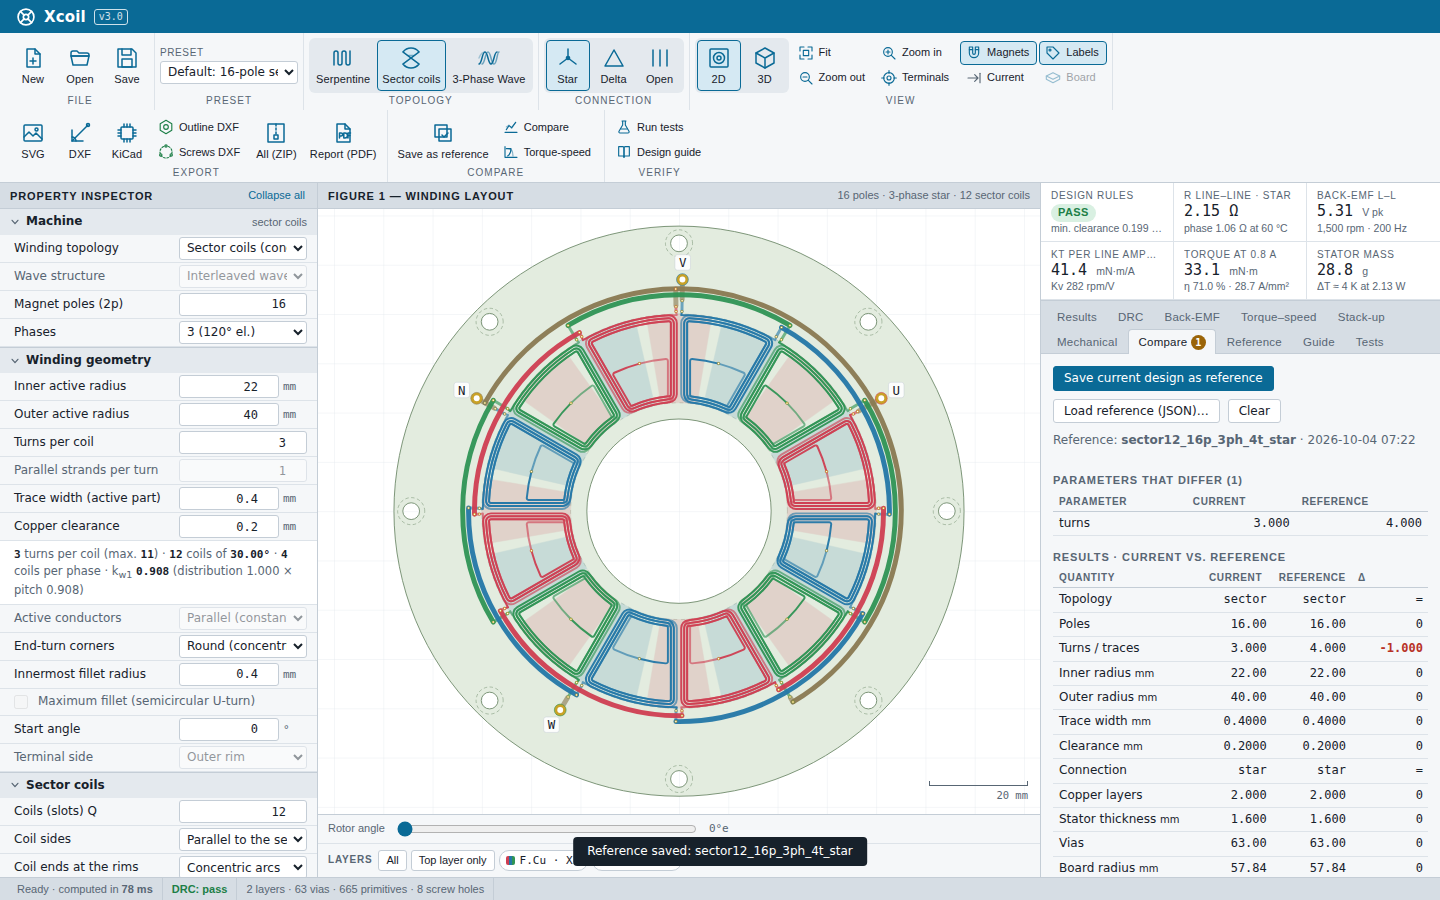 Xcoil v3.0
New Open Save
FILE
PRESET
Default: 16-pole se
PRESET
Serpentine Sector coils 3-Phase Wave
TOPOLOGY
Star Delta Open
CONNECTION
2D 3D
Fit Zoom in Magnets Labels
Zoom out Terminals Current Board
VIEW
SVG DXF KiCad
Outline DXF
Screws DXF
All (ZIP) Report (PDF)
EXPORT
Save as reference
Compare
Torque-speed
COMPARE
Run tests
Design guide
VERIFY
PROPERTY INSPECTOR Collapse all
Machine sector coils
Winding topology Sector coils (con
Wave structure Interleaved wave
Magnet poles (2p) 16
Phases 3 (120° el.)
Winding geometry
Inner active radius 22 mm
Outer active radius 40 mm
Turns per coil 3
Parallel strands per turn 1
Trace width (active part) 0.4 mm
Copper clearance 0.2 mm
3 turns per coil (max. 11) · 12 coils of 30.00° · 4
coils per phase · kw1 0.908 (distribution 1.000 ×
pitch 0.908)
Active conductors Parallel (constan
End-turn corners Round (concentr
Innermost fillet radius 0.4 mm
Maximum fillet (semicircular U-turn)
Start angle 0 °
Terminal side Outer rim
Sector coils
Coils (slots) Q 12
Coil sides Parallel to the se
Coil ends at the rims Concentric arcs
FIGURE 1 — WINDING LAYOUT 16 poles · 3-phase star · 12 sector coils
V
N
U
W
20 mm
Rotor angle 0°e
LAYERS All Top layer only F.Cu · X
Reference saved: sector12_16p_3ph_4t_star
DESIGN RULES
PASS
min. clearance 0.199 …
R LINE–LINE · STAR
2.15 Ω
phase 1.06 Ω at 60 °C
BACK-EMF L–L
5.31 V pk
1,500 rpm · 200 Hz
KT PER LINE AMP…
41.4 mN·m/A
Kv 282 rpm/V
TORQUE AT 0.8 A
33.1 mN·m
η 71.0 % · 28.7 A/mm²
STATOR MASS
28.8 g
ΔT ≈ 4 K at 2.13 W
Results DRC Back-EMF Torque–speed Stack-up
Mechanical Compare 1 Reference Guide Tests
Save current design as reference
Load reference (JSON)… Clear
Reference: sector12_16p_3ph_4t_star · 2026-10-04 07:22
PARAMETERS THAT DIFFER (1)
PARAMETER CURRENT REFERENCE
turns 3.000 4.000
RESULTS · CURRENT VS. REFERENCE
QUANTITY CURRENT REFERENCE Δ
Topology sector sector =
Poles 16.00 16.00 0
Turns / traces 3.000 4.000 -1.000
Inner radius mm 22.00 22.00 0
Outer radius mm 40.00 40.00 0
Trace width mm 0.4000 0.4000 0
Clearance mm 0.2000 0.2000 0
Connection star star =
Copper layers 2.000 2.000 0
Stator thickness mm 1.600 1.600 0
Vias 63.00 63.00 0
Board radius mm 57.84 57.84 0
Ready · computed in 78 ms DRC: pass 2 layers · 63 vias · 665 primitives · 8 screw holes